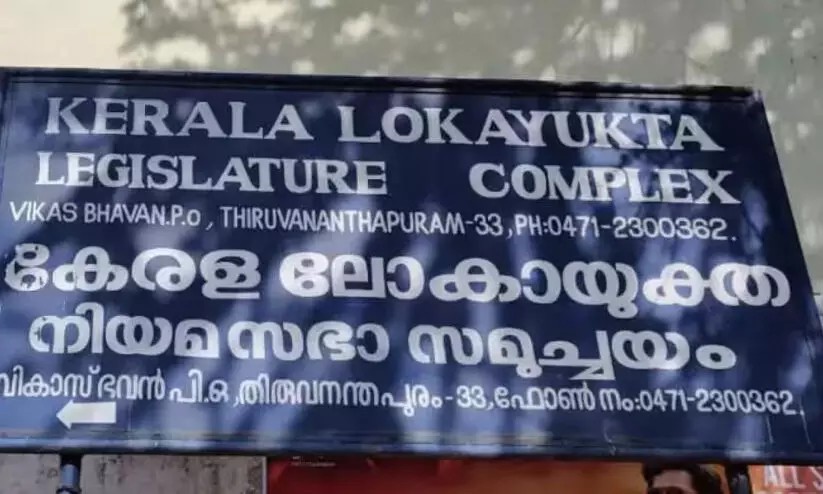 KERALA LOKAYUKTA
LEGISLATURE COMPLEX
VIKAS BHAVAN.P.O, THIRUVANANTHAPURAM-33, PH:0471-2300362.
കേരള ലോകായുക്ത
നിയമസഭാ സമുച്ചയം
വികാസ് ഭവൻ പി.ഒ, തിരുവനന്തപുരം-33, ഫോൺ നം:0471-2300362.
ALL